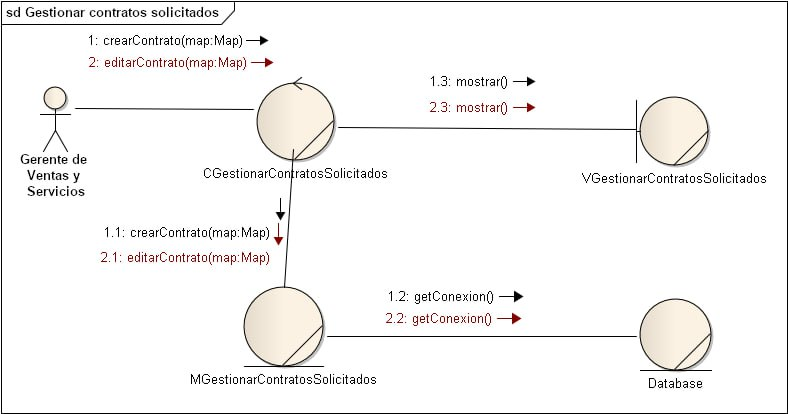 sd Gestionar contratos solicitados
1: crearContrato(map:Map)
2: editarContrato(map:Map)
1.3: mostrar()
2.3: mostrar()
Gerente de
Ventas y
Servicios
CGestionarContratosSolicitados
VGestionarContratosSolicitados
1.1: crearContrato(map:Map)
2.1: editarContrato(map:Map)
1.2: getConexion()
2.2: getConexion()
MGestionarContratosSolicitados
Database